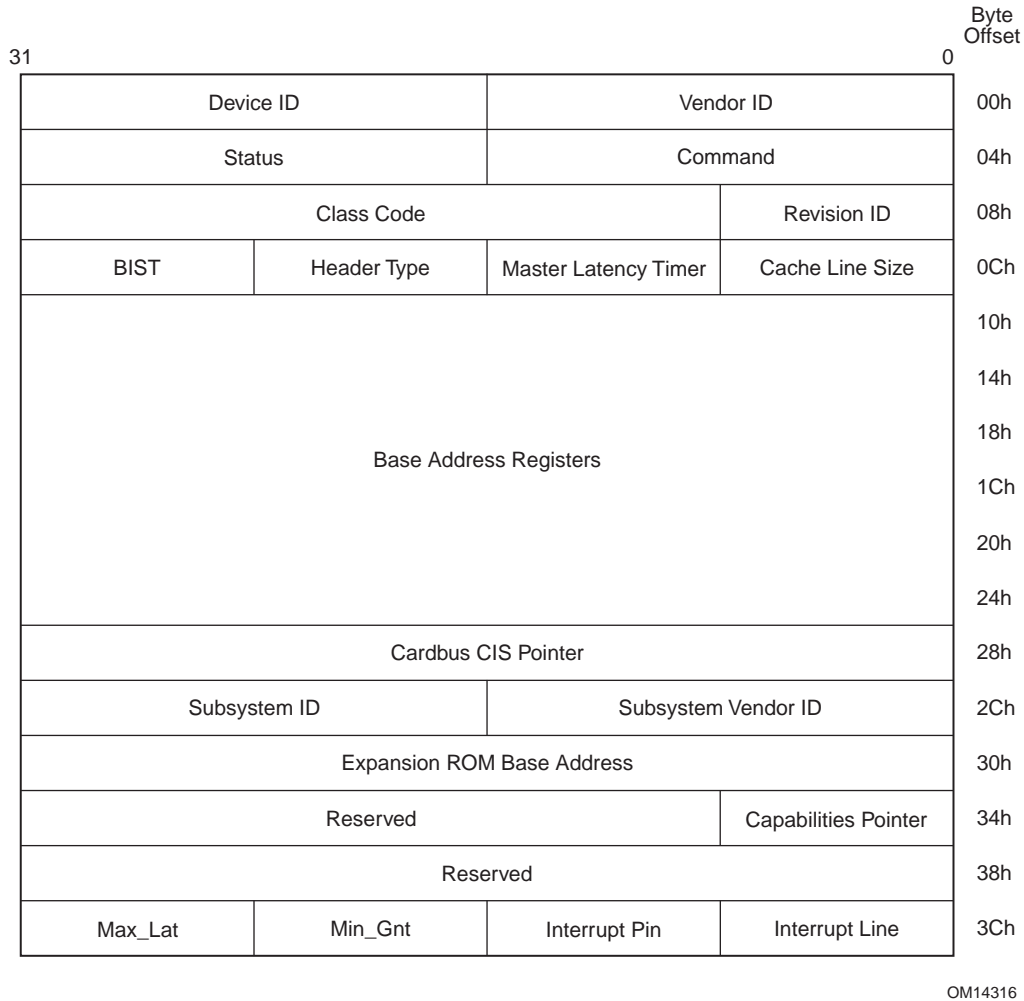 Byte
Offset
31 0
Device ID Vendor ID 00h
Status Command 04h
Class Code Revision ID 08h
BIST Header Type Master Latency Timer Cache Line Size 0Ch
10h
14h
18h
Base Address Registers
1Ch
20h
24h
Cardbus CIS Pointer 28h
Subsystem ID Subsystem Vendor ID 2Ch
Expansion ROM Base Address 30h
Reserved Capabilities Pointer 34h
Reserved 38h
Max_Lat Min_Gnt Interrupt Pin Interrupt Line 3Ch
OM14316